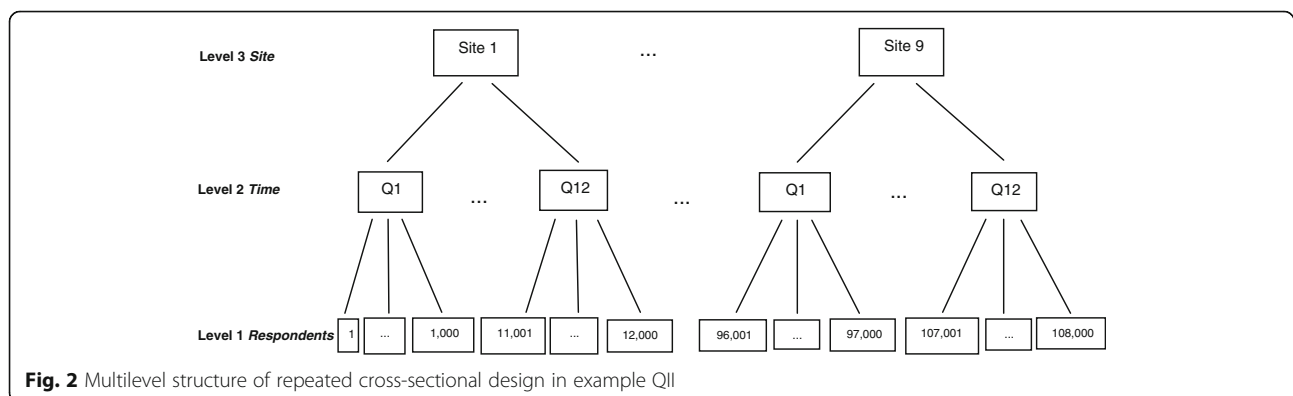 Level 3 Site
Site 1
...
Site 9
Level 2 Time
Q1
...
Q12
...
Q1
...
Q12
Level 1 Respondents
1
...
1,000
11,001
...
12,000
96,001
...
97,000
107,001
...
108,000
Fig. 2 Multilevel structure of repeated cross-sectional design in example QII